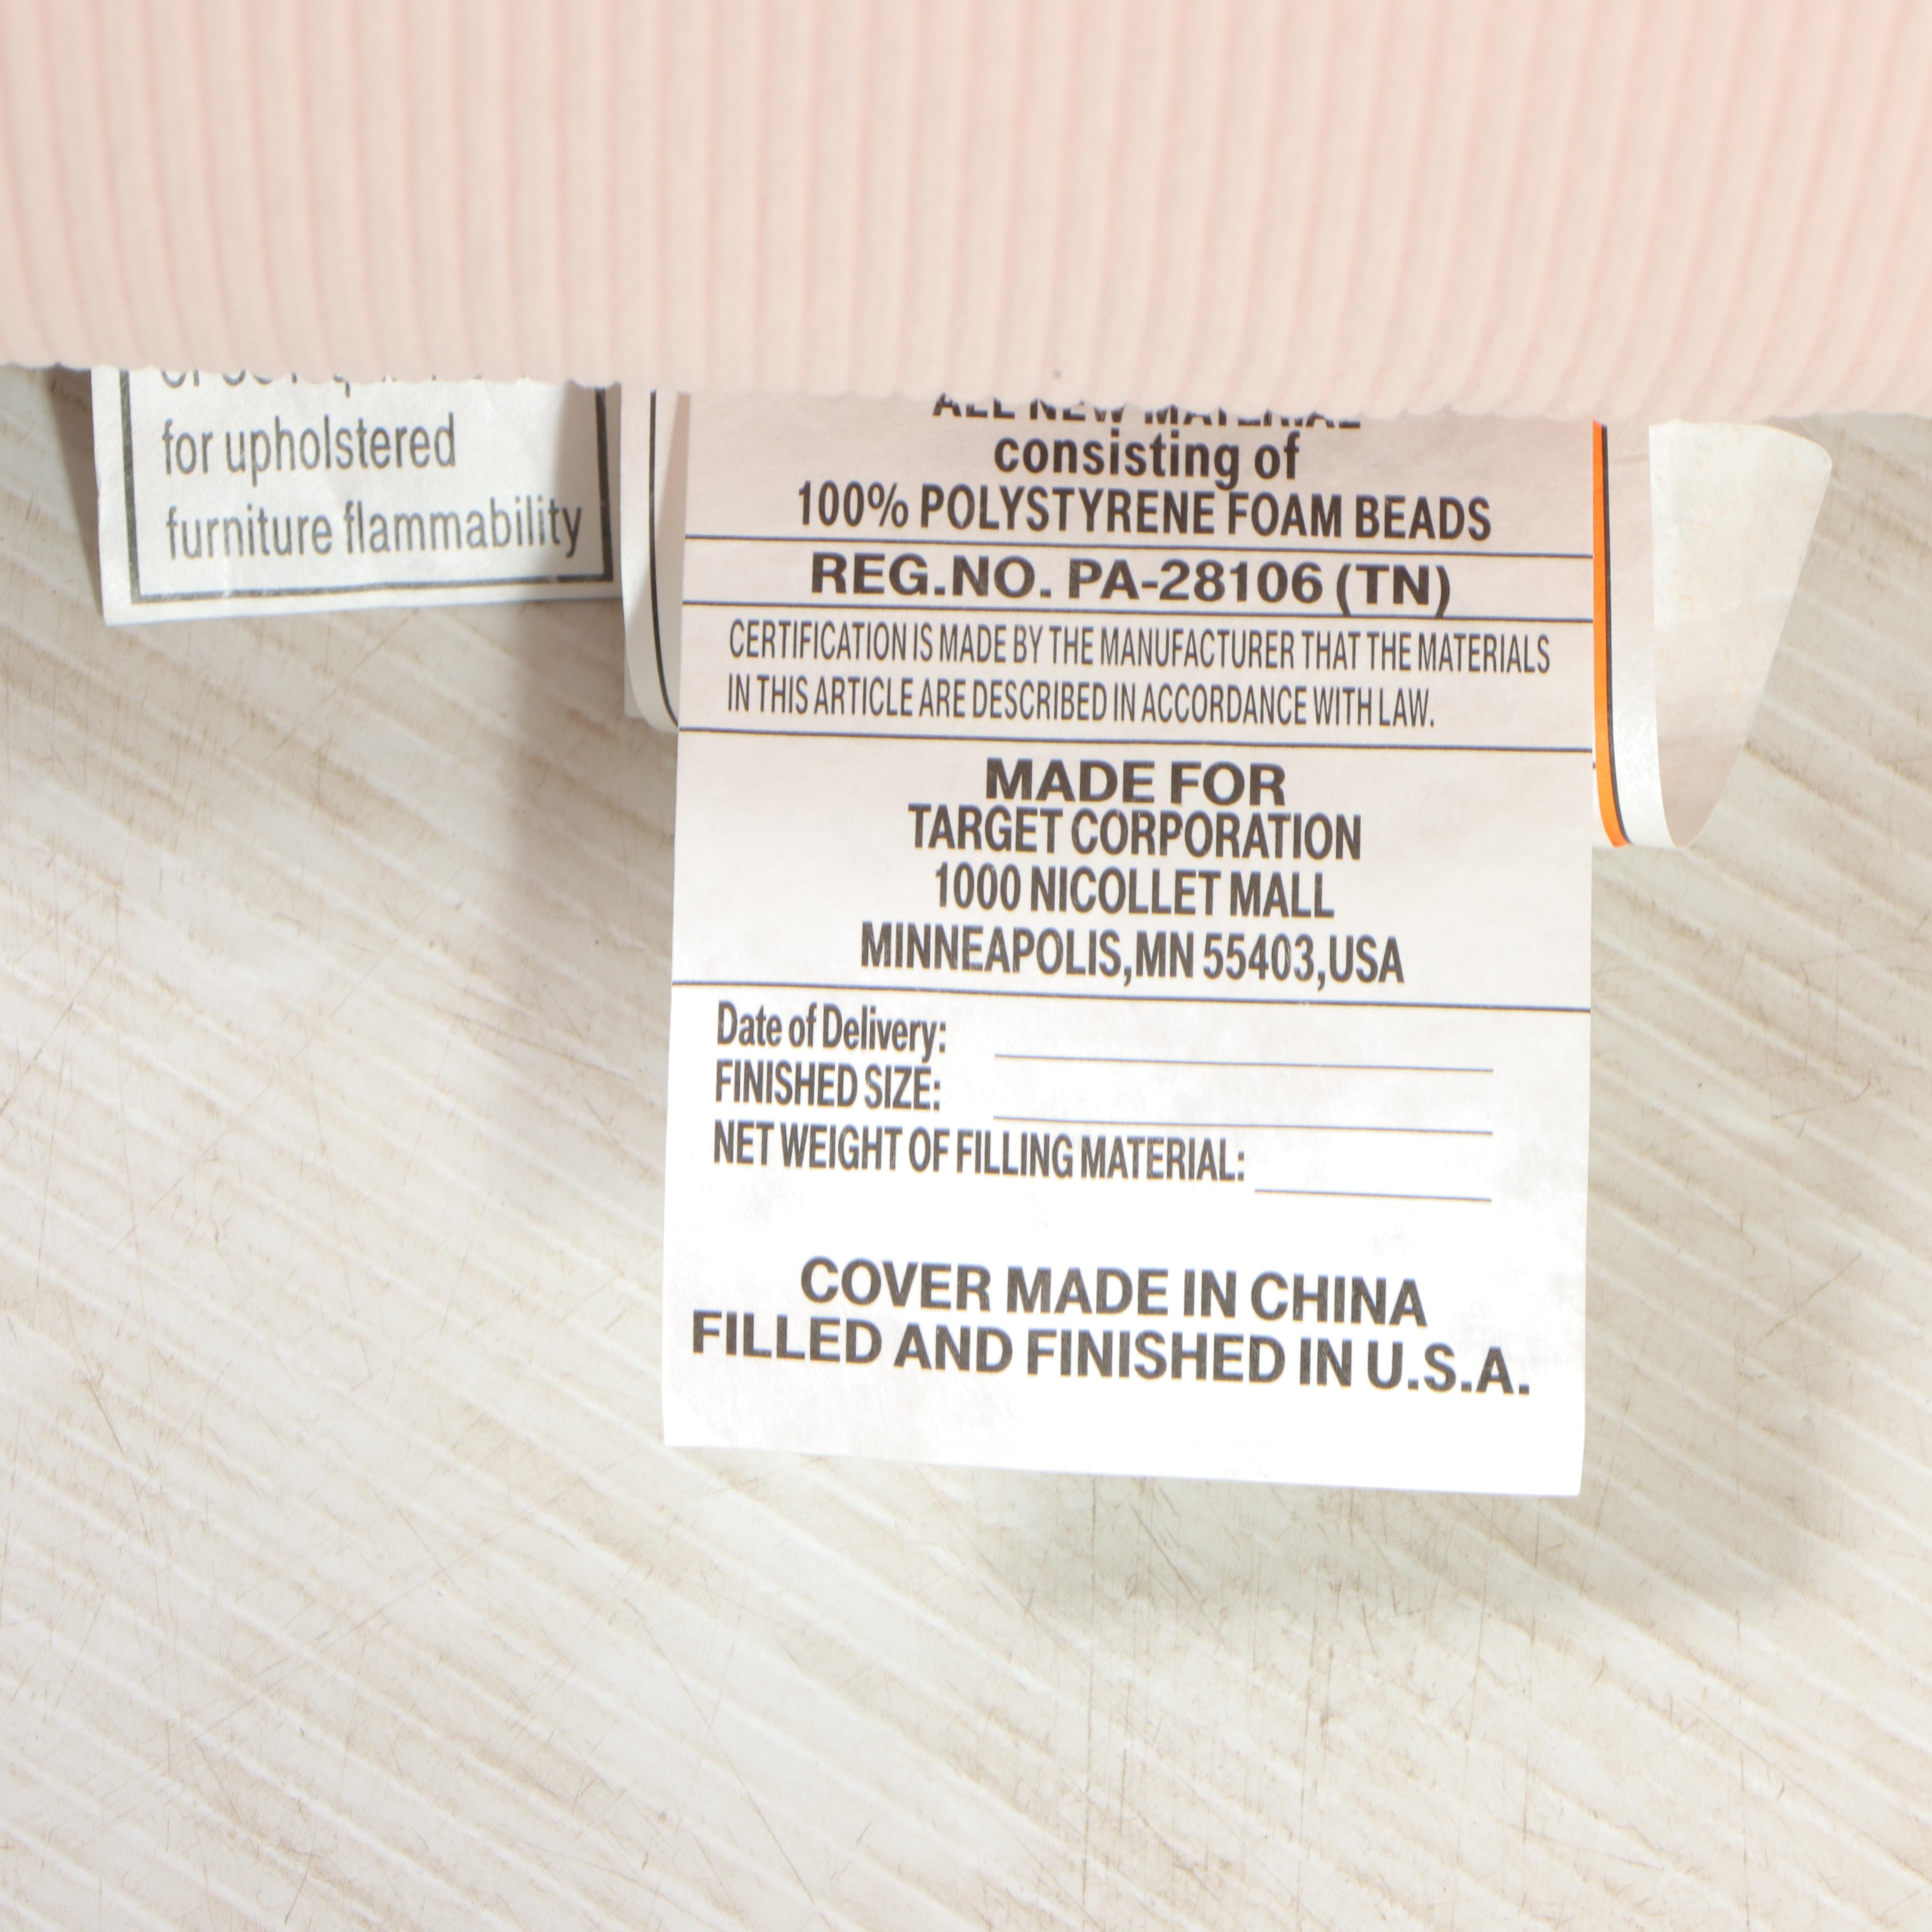 for upholstered
furniture flammability
ALL NEW MATERIAL
consisting of
100% POLYSTYRENE FOAM BEADS
REG.NO. PA-28106 (TN)
CERTIFICATION IS MADE BY THE MANUFACTURER THAT THE MATERIALS
IN THIS ARTICLE ARE DESCRIBED IN ACCORDANCE WITH LAW.
MADE FOR
TARGET CORPORATION
1000 NICOLLET MALL
MINNEAPOLIS,MN 55403,USA
Date of Delivery:
FINISHED SIZE:
NET WEIGHT OF FILLING MATERIAL:
COVER MADE IN CHINA
FILLED AND FINISHED IN U.S.A.